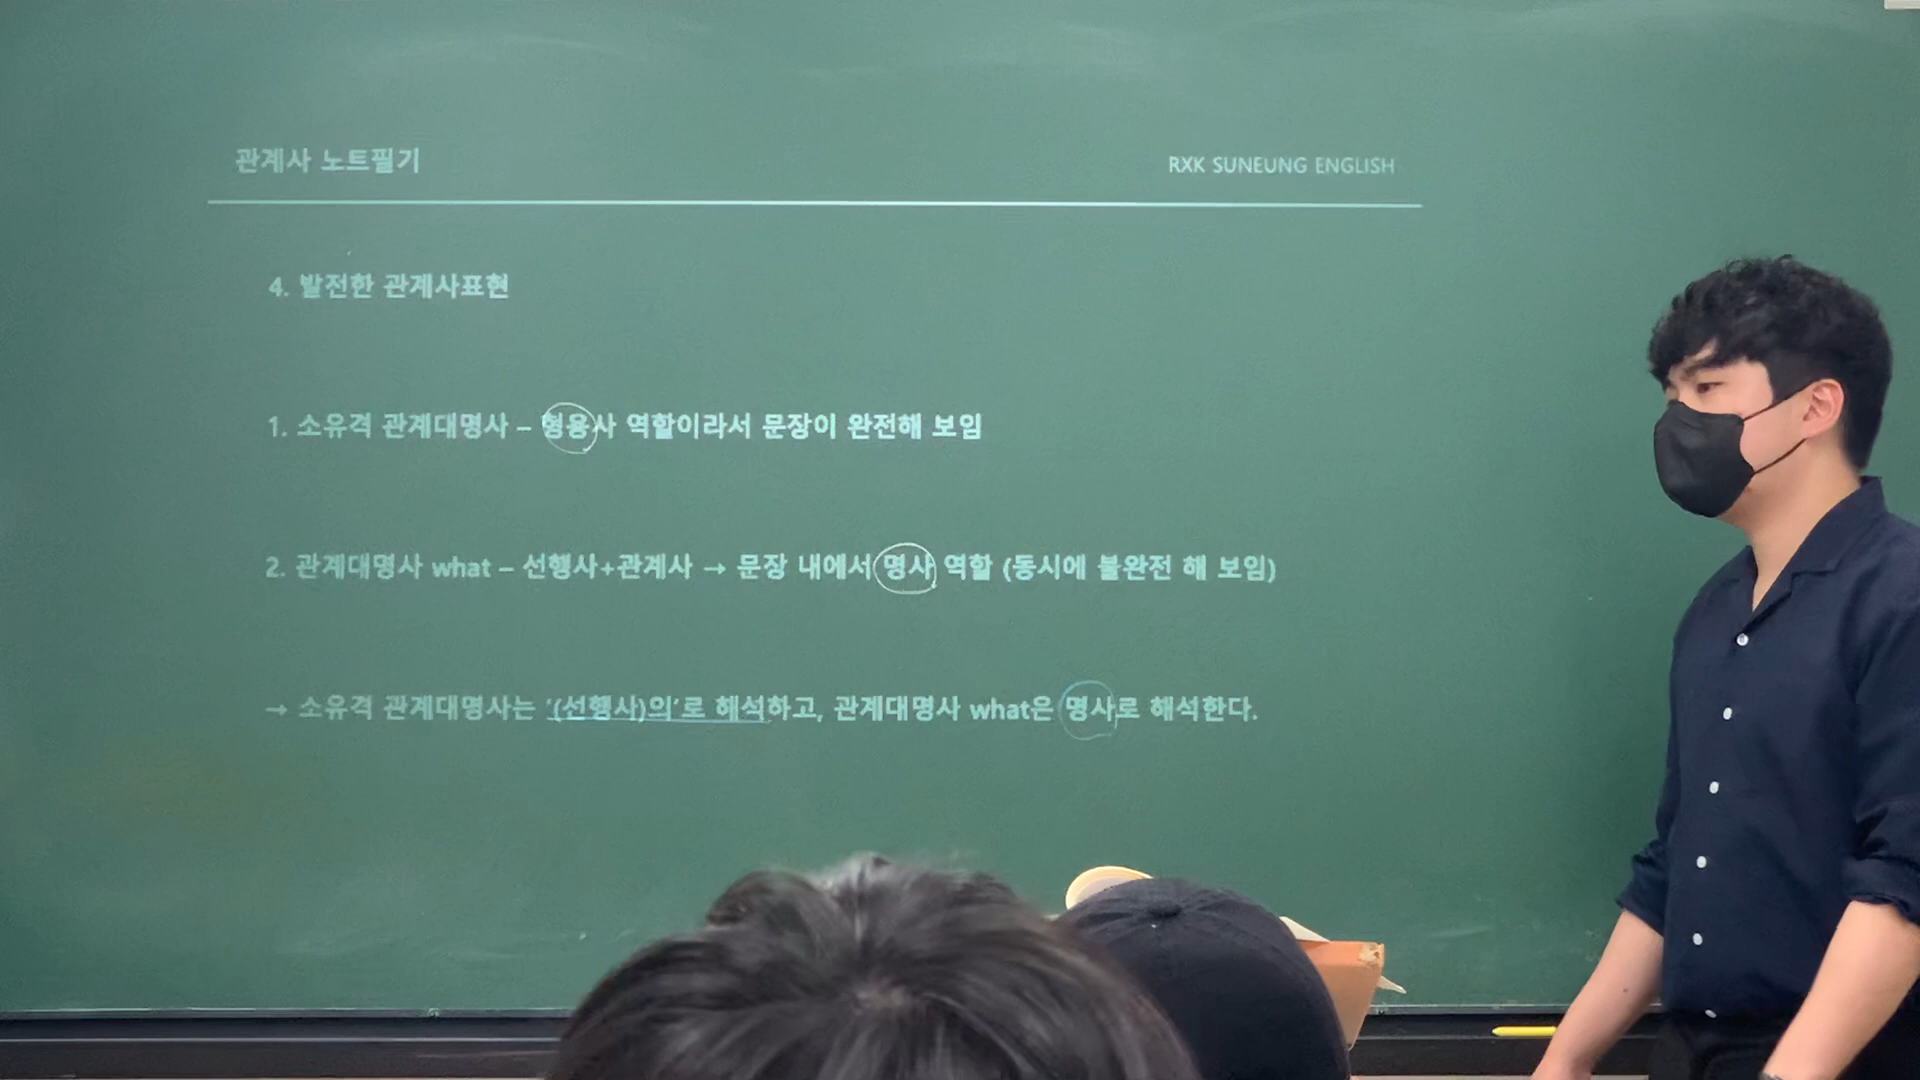 관계사 노트필기
RXK SUNEUNG ENGLISH
4. 발전한 관계사표현
1. 소유격 관계대명사 – 형용사 역할이라서 문장이 완전해 보임
2. 관계대명사 what – 선행사+관계사 → 문장 내에서 명사 역할 (동시에 불완전 해 보임)
→ 소유격 관계대명사는 '(선행사)의'로 해석하고, 관계대명사 what은 명사로 해석한다.